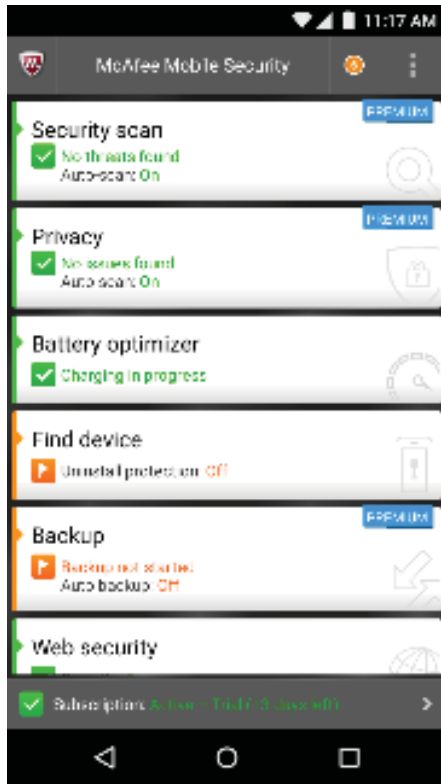 11:17 AM
McAfee Mobile Security
PREMIUM
Security scan
No threats found
Auto-scan: On
PREMIUM
Privacy
No issues found
Auto-scan: On
Battery optimizer
Charging in progress
Find device
Uninstall protection: Off
PREMIUM
Backup
Backup not started
Auto backup: Off
Web security
Subscription: Active – Trial ( days left)